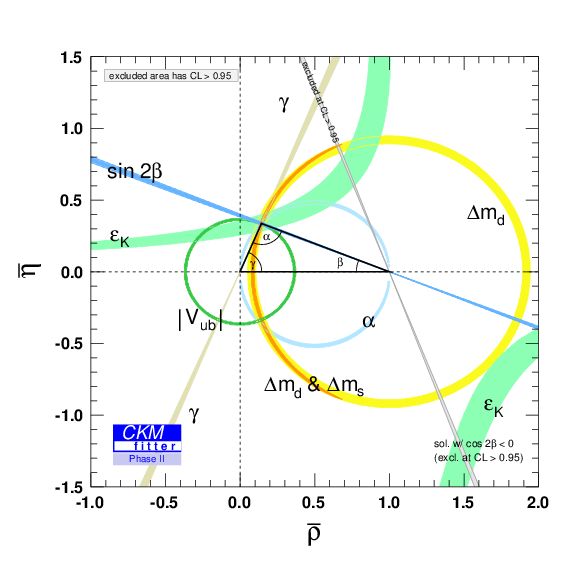 1.5
1.0
0.5
0.0
-0.5
-1.0
-1.5
excluded area has CL > 0.95
excluded at CL > 0.95
γ
sin 2β
Δm_d
ε_K
α
γ
β
|V_ub|
α
Δm_d & Δm_s
γ
ε_K
CKM
fitter
Phase II
sol. w/ cos 2β < 0
(excl. at CL > 0.95)
-1.0 -0.5 0.0 0.5 1.0 1.5 2.0
ρ̅
η̅